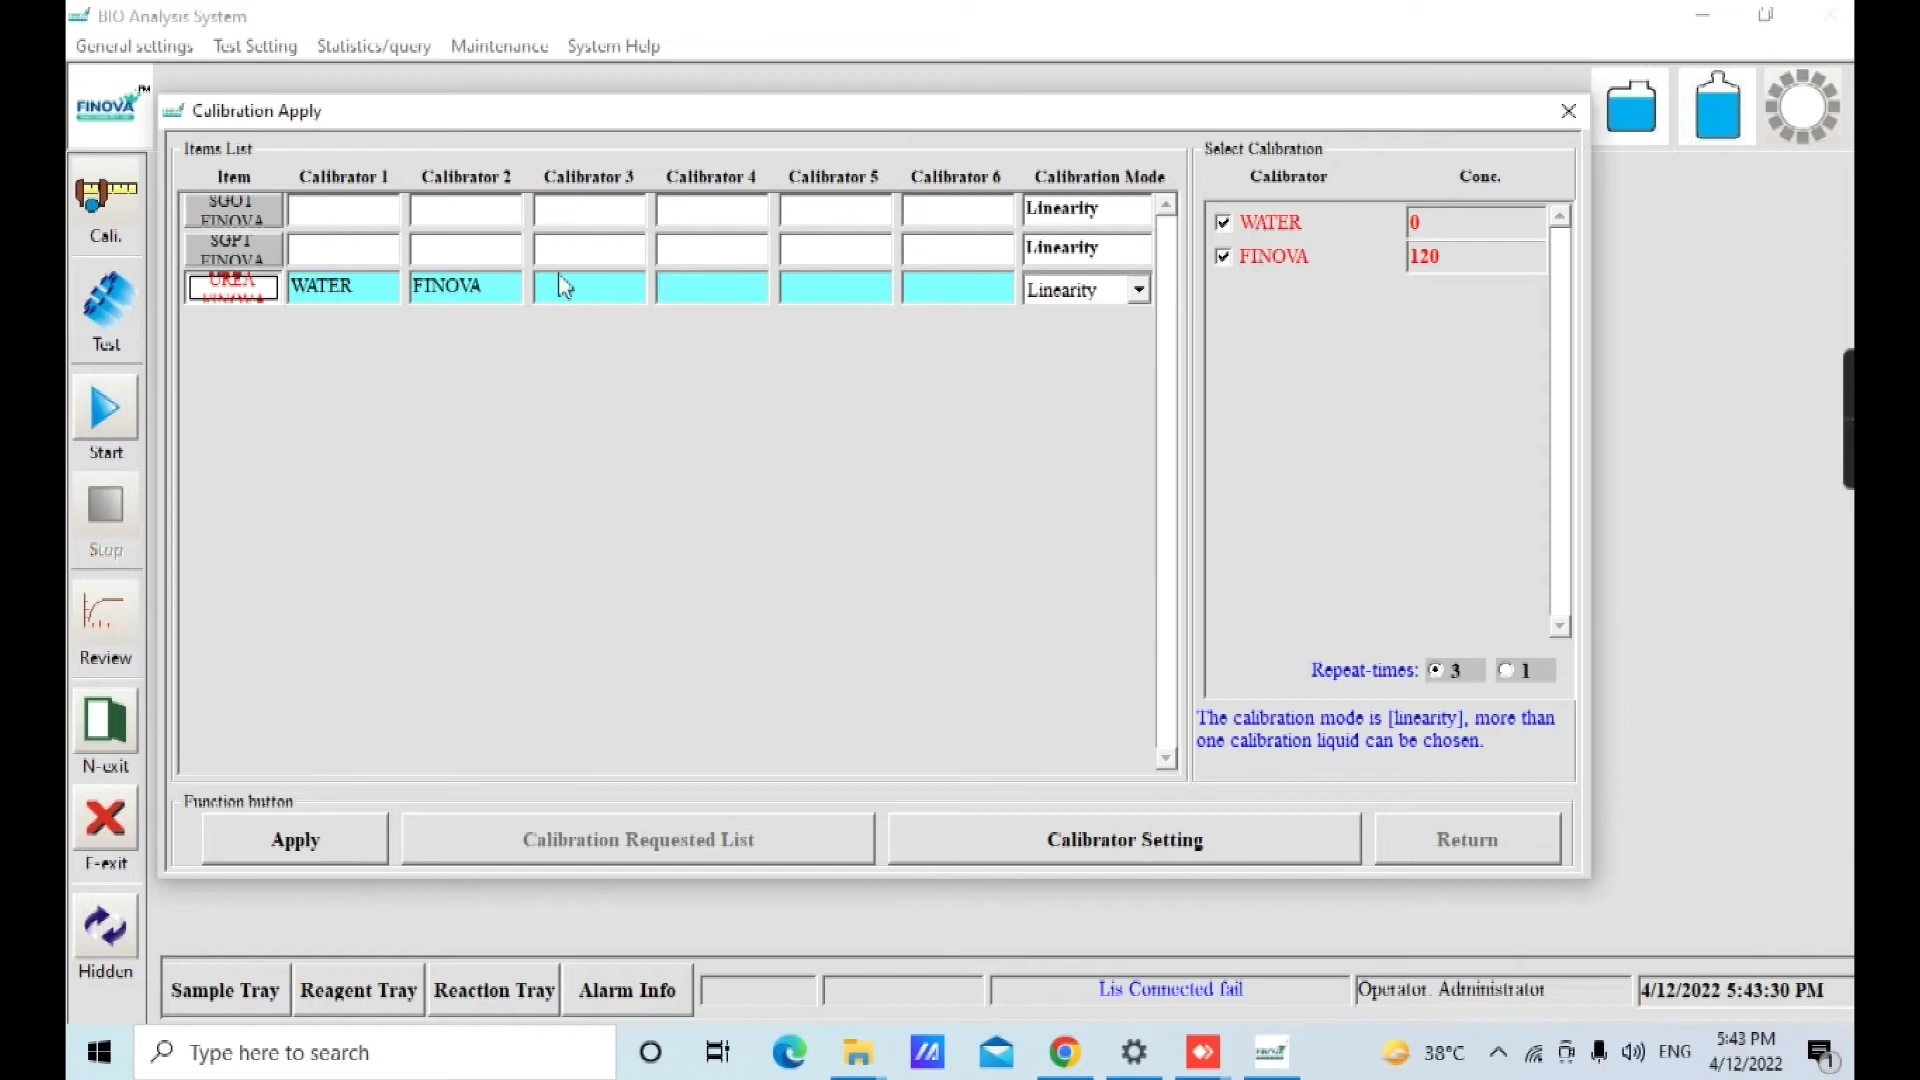 BIO Analysis System
General settings Test Setting Statistics/query Maintenance System Help
FINOVA TM
Calibration Apply
Items List
Item Calibrator 1 Calibrator 2 Calibrator 3 Calibrator 4 Calibrator 5 Calibrator 6 Calibration Mode
SGOT
FINOVA
Linearity
SGPT
FINOVA
Linearity
UREA
FINOVA
WATER FINOVA Linearity
Select Calibration
Calibrator Conc.
WATER 0
FINOVA 120
Repeat-times: 3 1
The calibration mode is [linearity], more than
one calibration liquid can be chosen.
Function button
Apply Calibration Requested List Calibrator Setting Return
Cali.
Test
Start
Stop
Review
N-exit
E-exit
Hidden
Sample Tray Reagent Tray Reaction Tray Alarm Info Lis Connected fail Operator: Administrator 4/12/2022 5:43:30 PM
Type here to search
FINOVA
38°C ENG
5:43 PM
4/12/2022
1